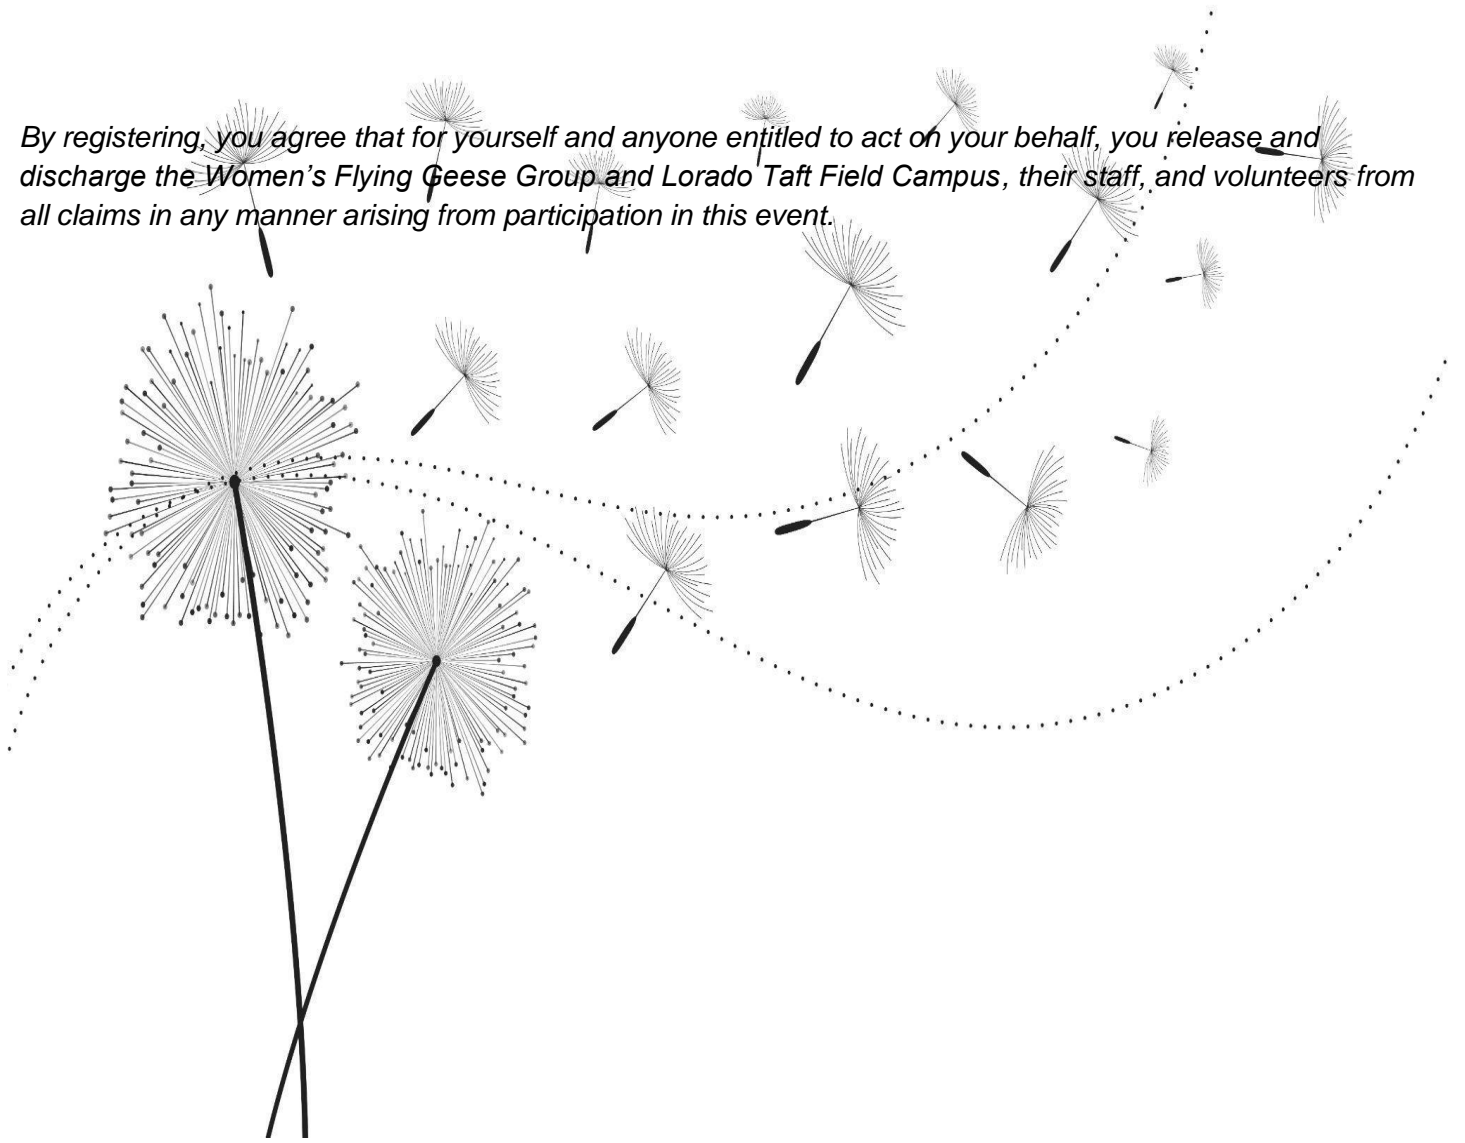 By registering, you agree that for yourself and anyone entitled to act on your behalf, you release and
discharge the Women’s Flying Geese Group and Lorado Taft Field Campus, their staff, and volunteers from
all claims in any manner arising from participation in this event.